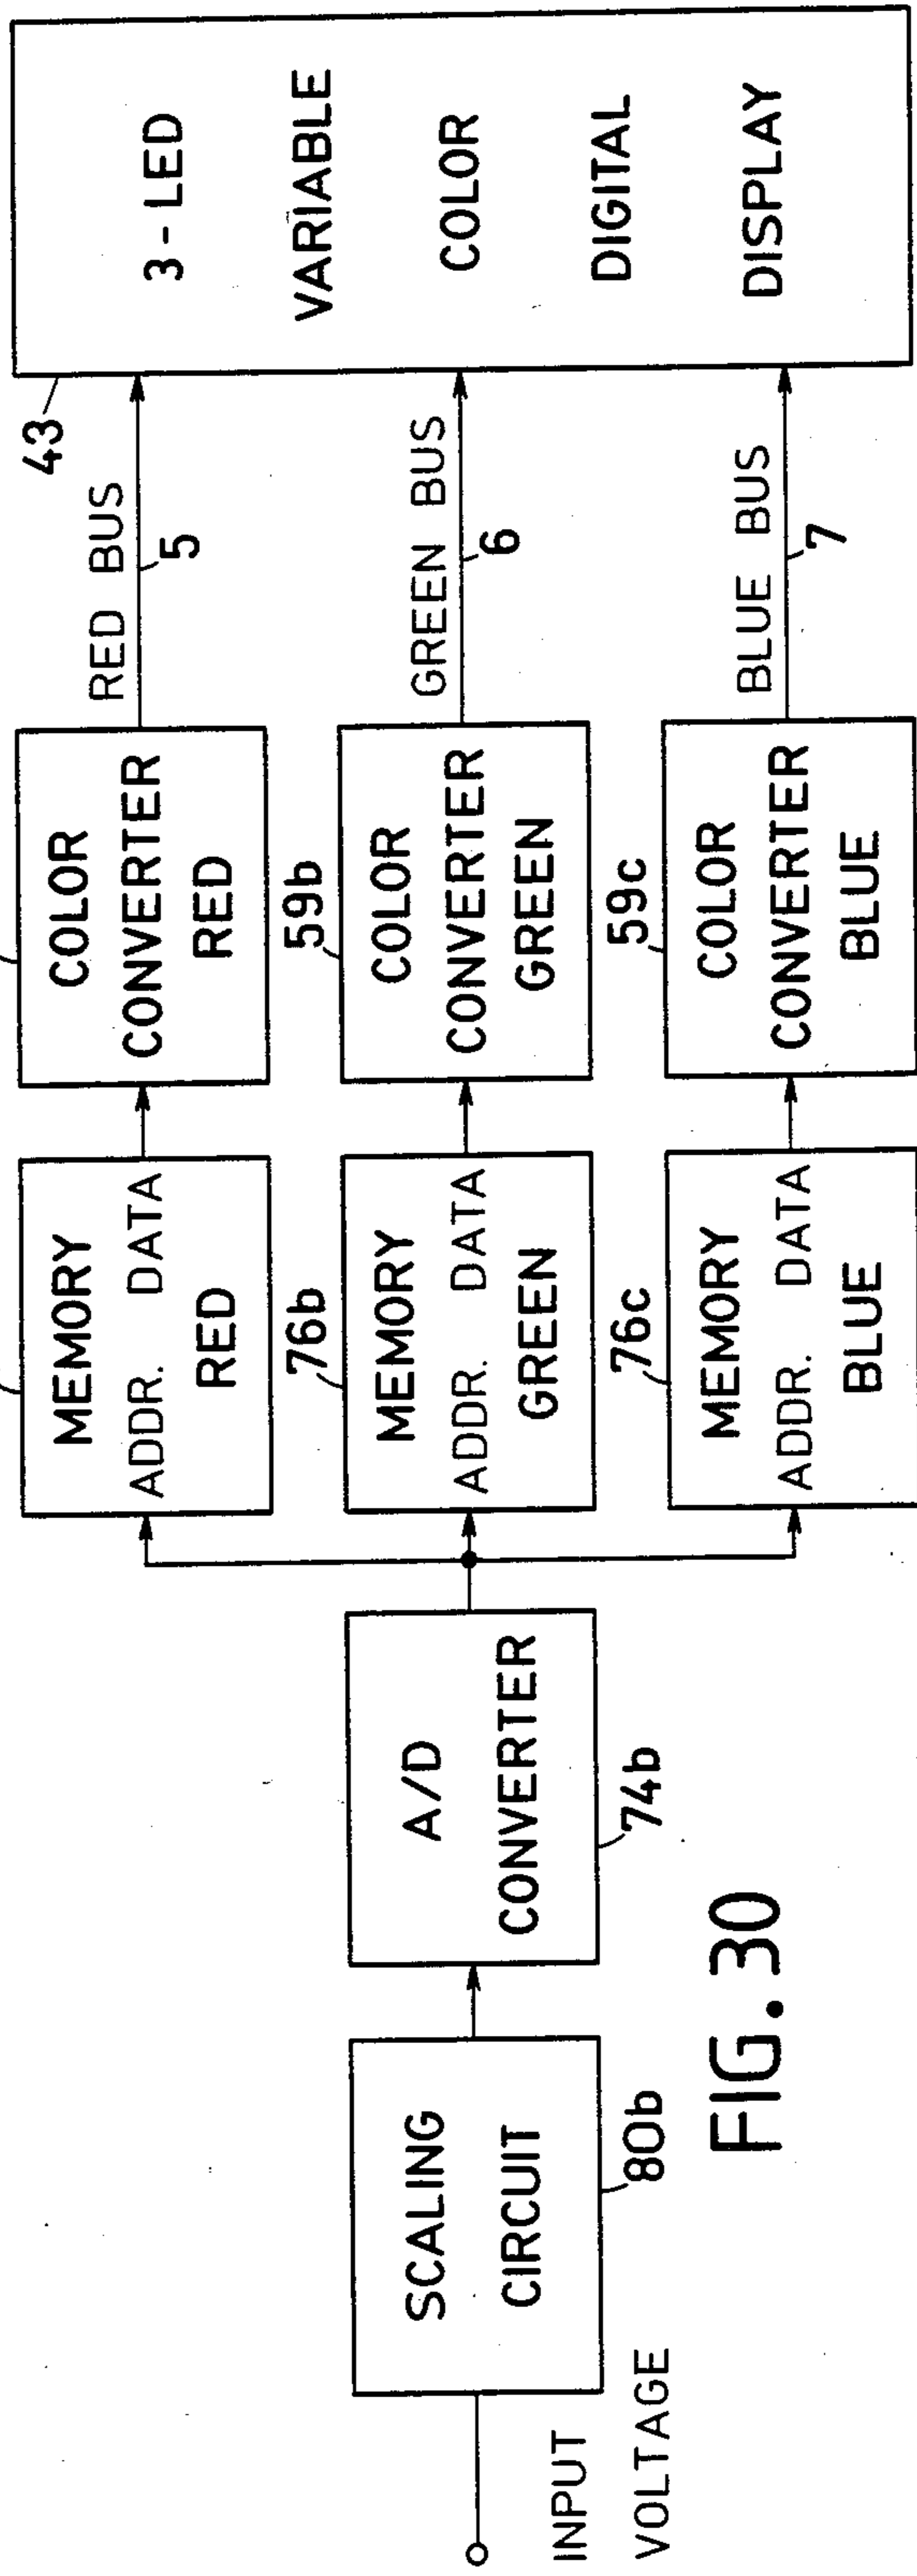 INPUT
VOLTAGE
SCALING
CIRCUIT
80b
A/D
CONVERTER
74b
MEMORY
ADDR. DATA
RED
76b
MEMORY
ADDR. DATA
GREEN
76c
MEMORY
ADDR. DATA
BLUE
COLOR
CONVERTER
RED
59b
COLOR
CONVERTER
GREEN
59c
COLOR
CONVERTER
BLUE
RED BUS
5
GREEN BUS
6
BLUE BUS
7
43
3-LED
VARIABLE
COLOR
DIGITAL
DISPLAY
FIG. 30